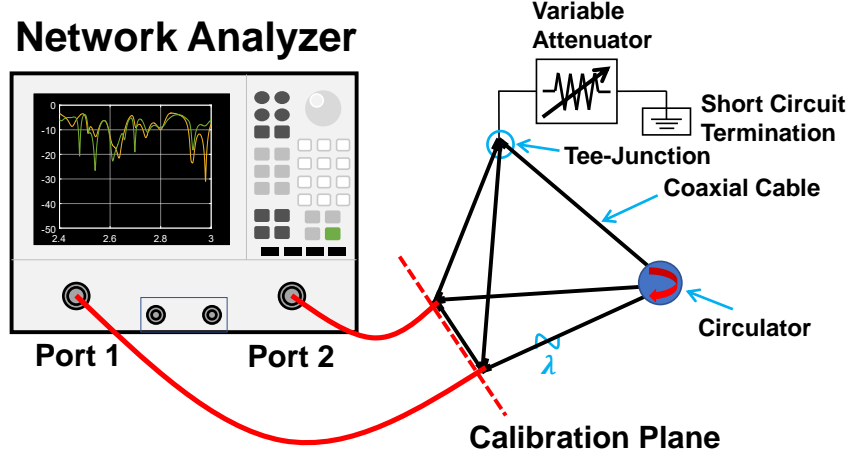 Network Analyzer
Variable
Attenuator
Short Circuit
Termination
Tee-Junction
Coaxial Cable
0
-10
-20
-30
-40
-50
2.4 2.6 2.8 3
Circulator
Port 1 Port 2
λ
Calibration Plane